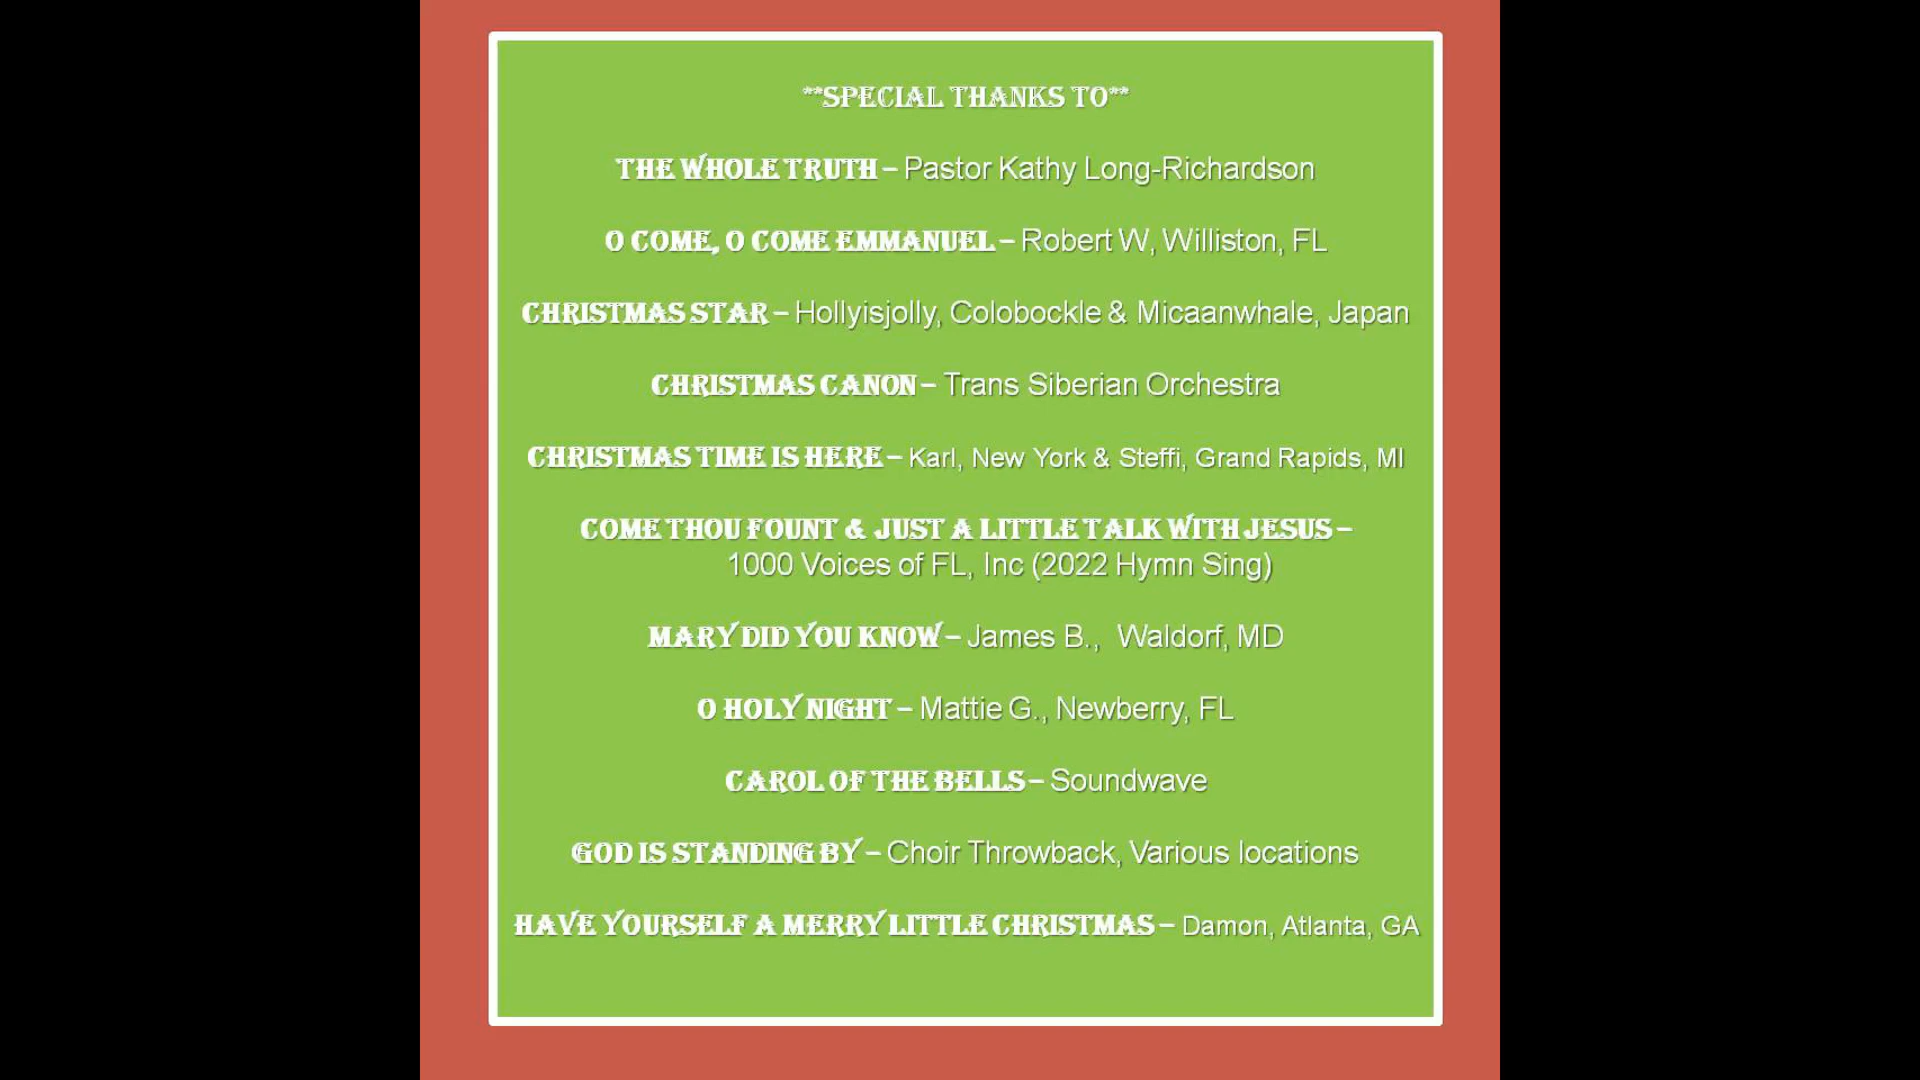 **SPECIAL THANKS TO**
THE WHOLE TRUTH – Pastor Kathy Long-Richardson
O COME, O COME EMMANUEL – Robert W, Williston, FL
CHRISTMAS STAR – Hollyisjolly, Colobockle & Micaanwhale, Japan
CHRISTMAS CANON – Trans Siberian Orchestra
CHRISTMAS TIME IS HERE – Karl, New York & Steffi, Grand Rapids, MI
COME THOU FOUNT & JUST A LITTLE TALK WITH JESUS –
1000 Voices of FL, Inc (2022 Hymn Sing)
MARY DID YOU KNOW – James B., Waldorf, MD
O HOLY NIGHT – Mattie G., Newberry, FL
CAROL OF THE BELLS – Soundwave
GOD IS STANDING BY – Choir Throwback, Various locations
HAVE YOURSELF A MERRY LITTLE CHRISTMAS – Damon, Atlanta, GA